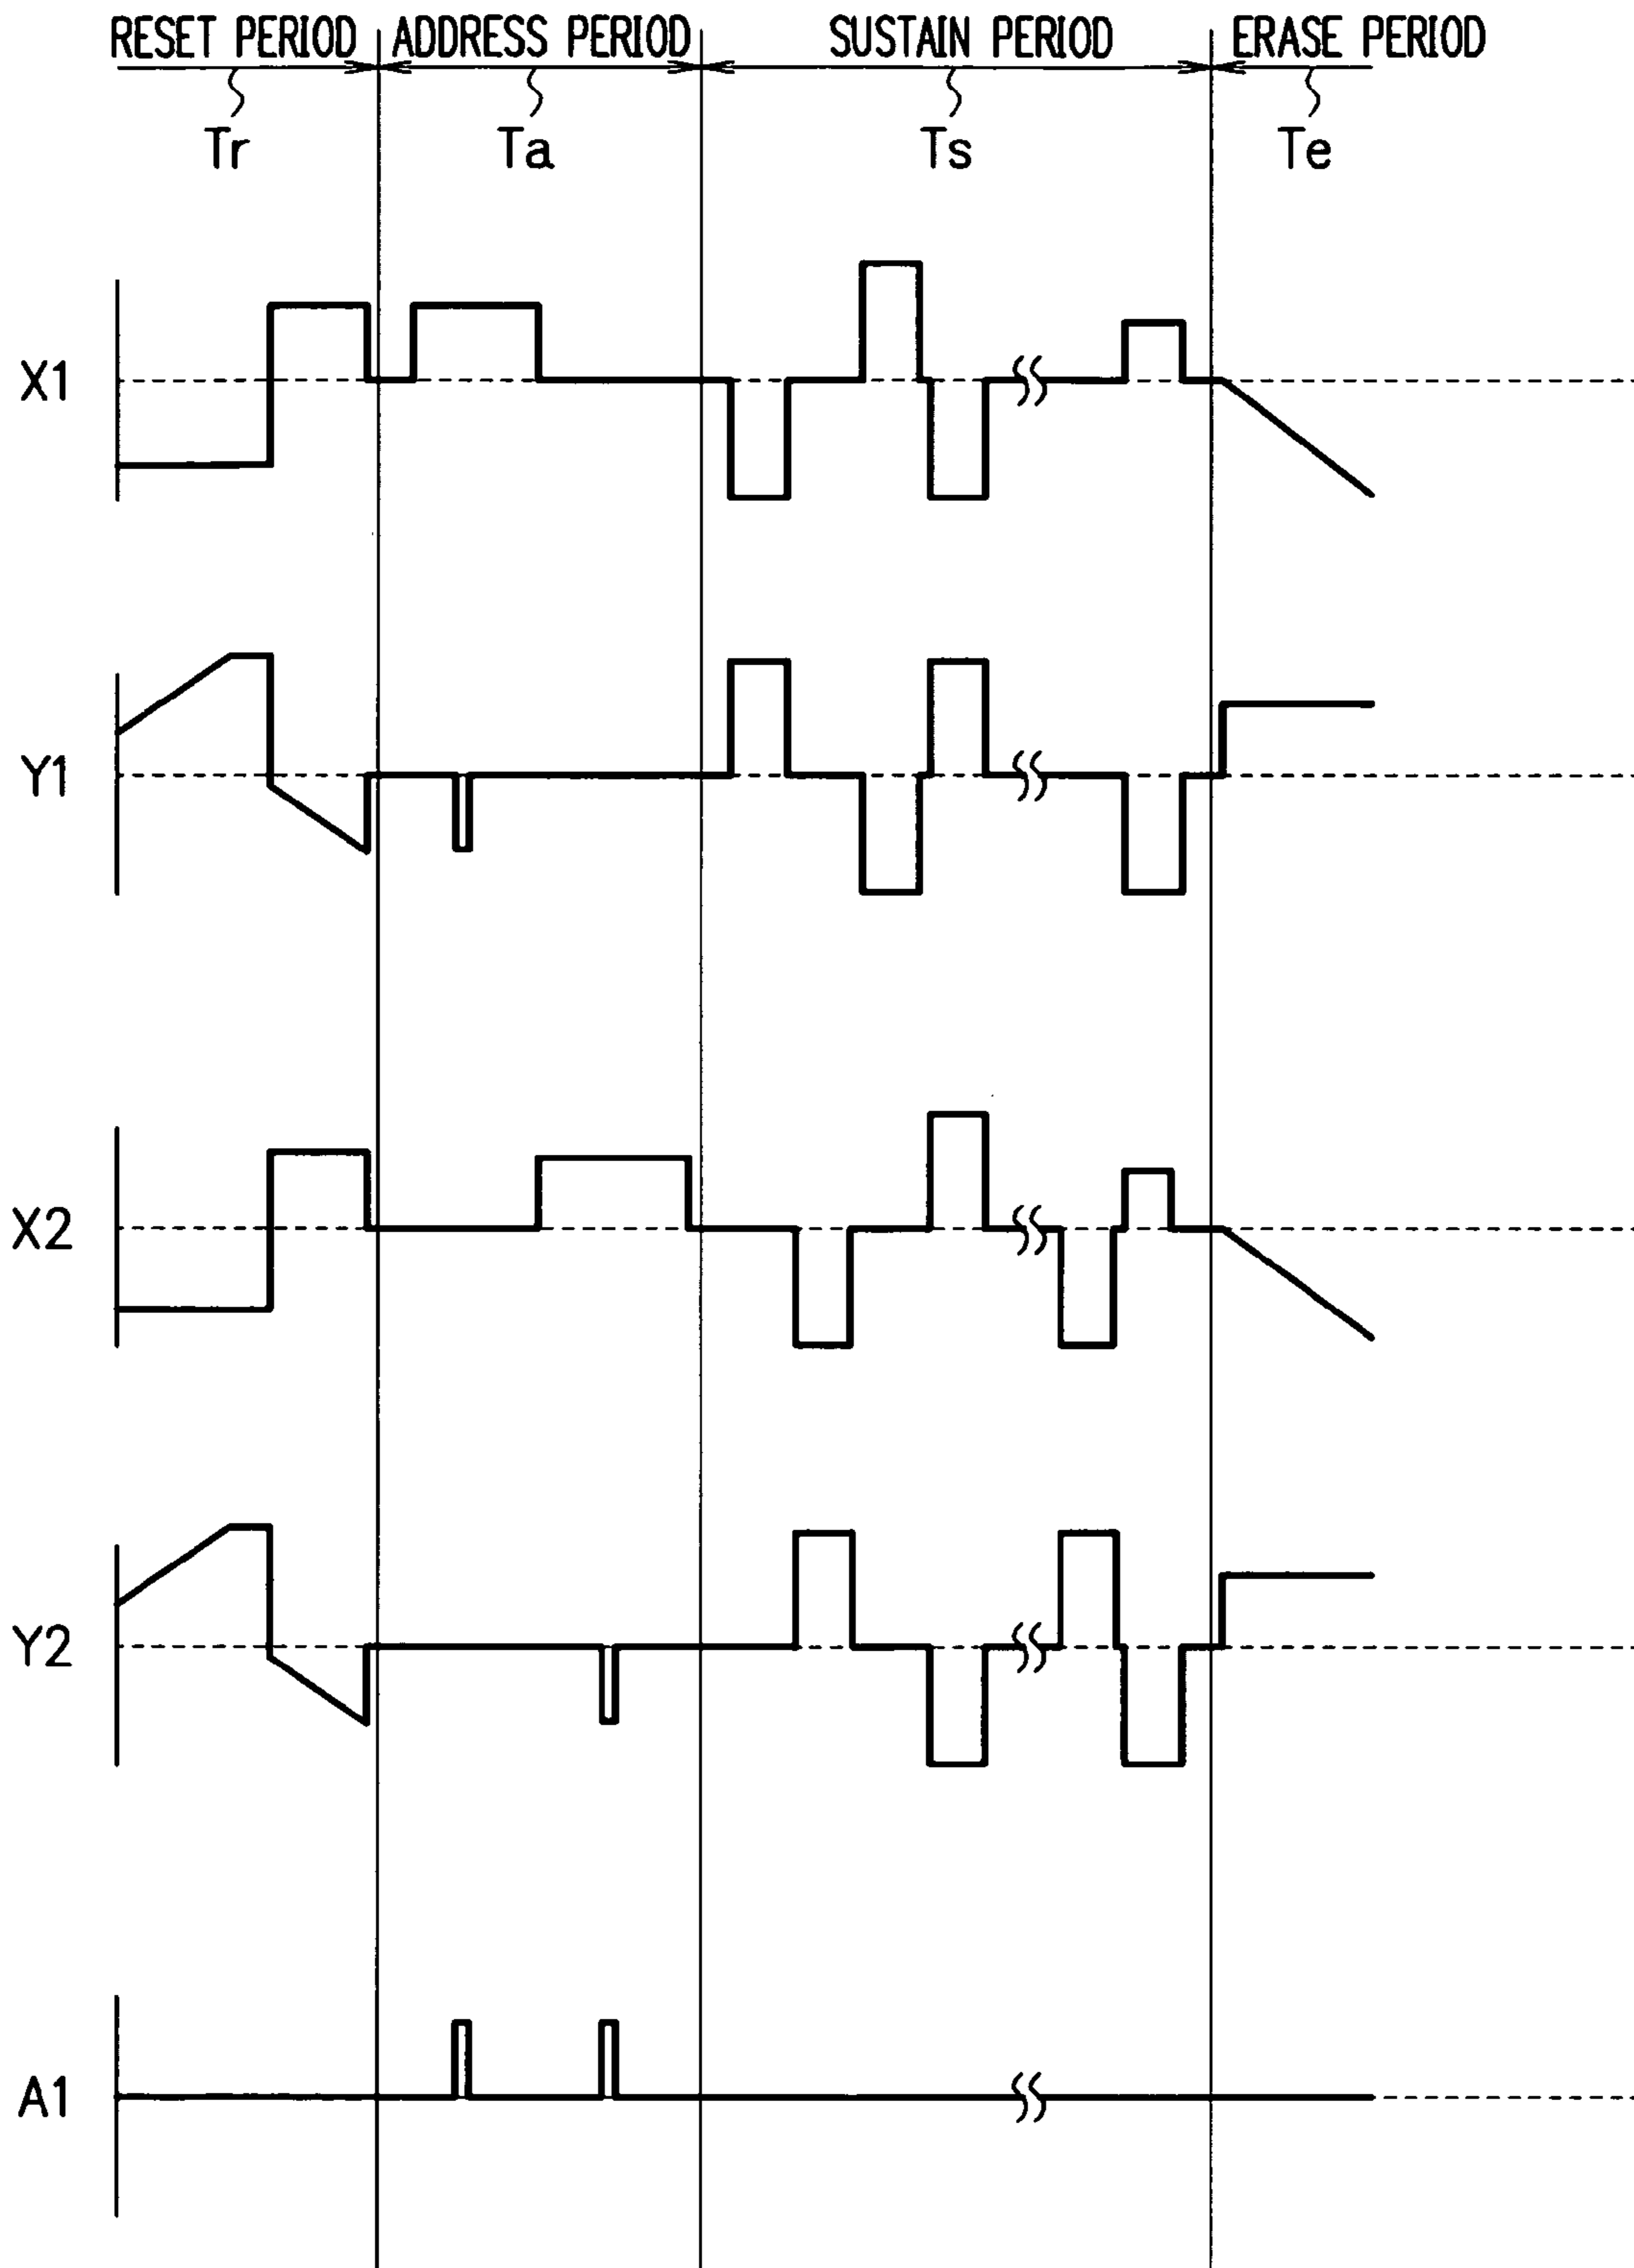 RESET PERIOD ADDRESS PERIOD SUSTAIN PERIOD ERASE PERIOD
Tr Ta Ts Te
X1
Y1
X2
Y2
A1